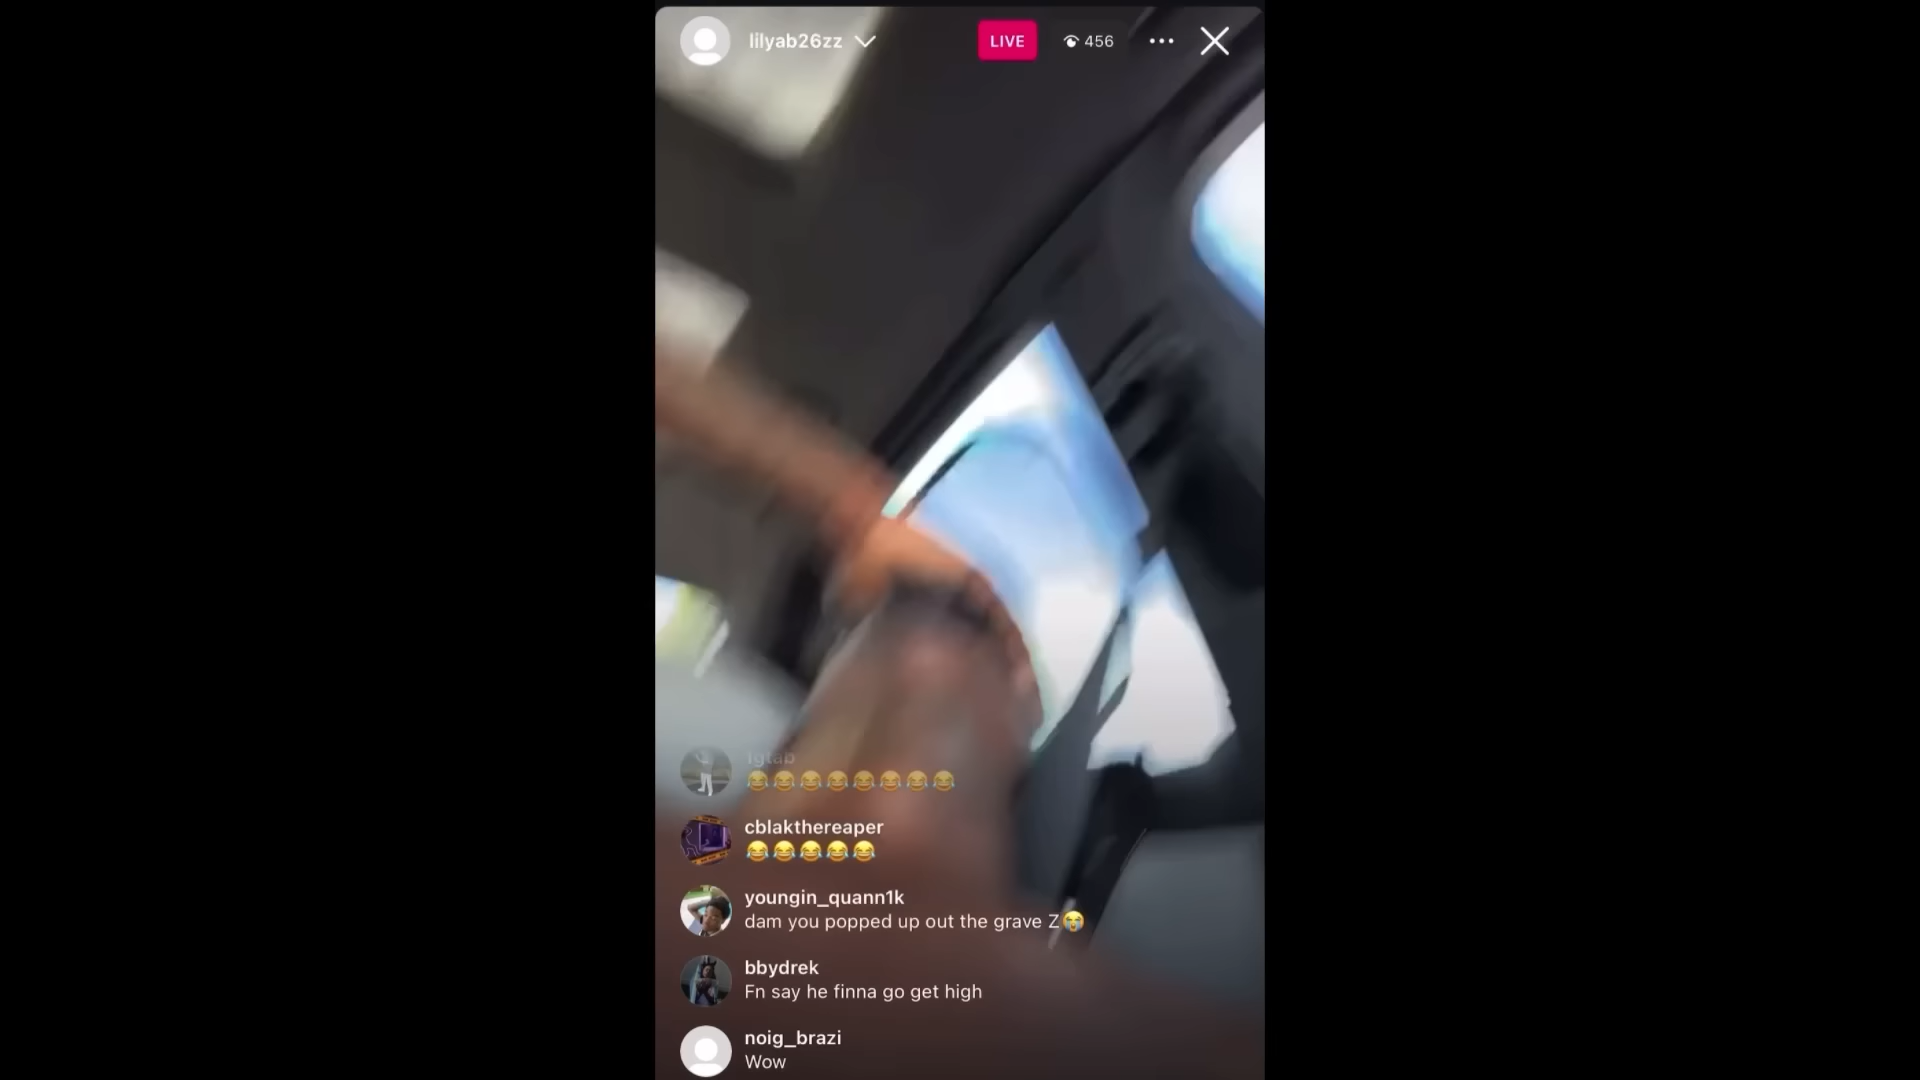 lilyab26zz
LIVE
456
lgtab
😂😂😂😂😂😂😂😂
cblakthereaper
😂😂😂😂😂
youngin_quann1k
dam you popped up out the grave Z😭
bbydrek
Fn say he finna go get high
noig_brazi
Wow